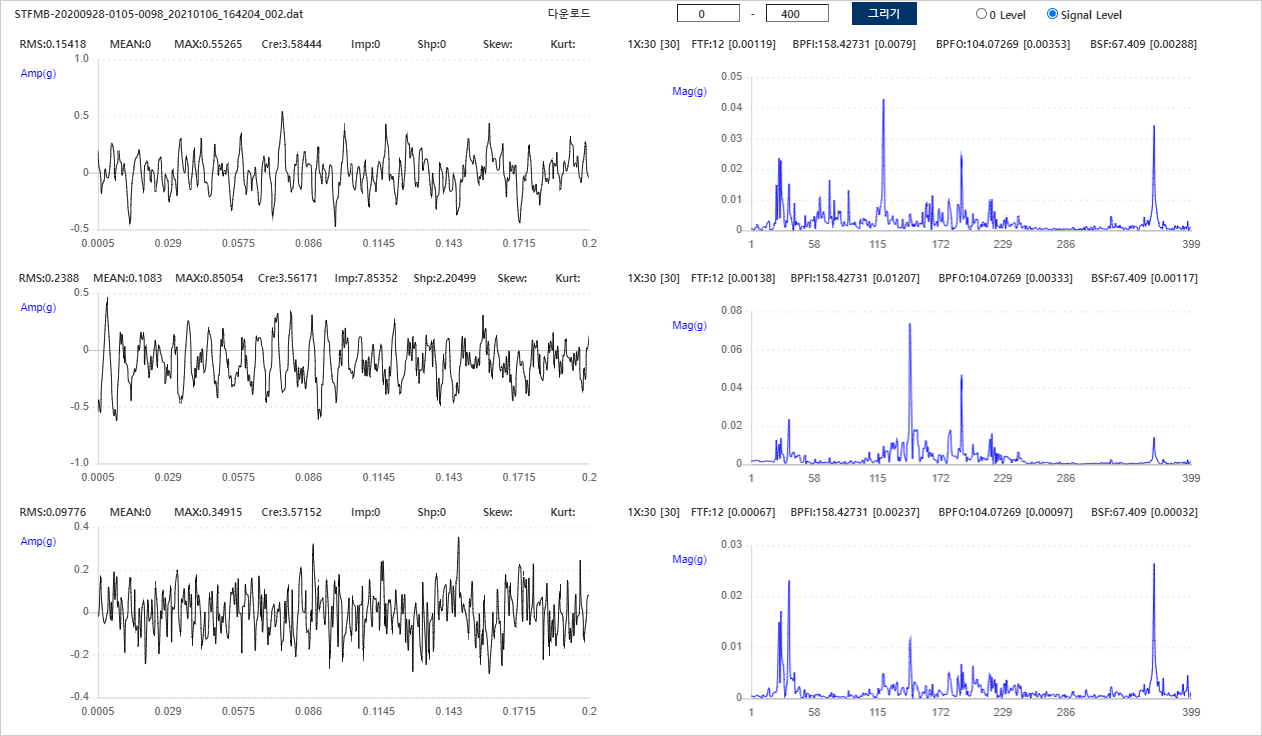 STFMB-20200928-0105-0098_20210106_164204_002.dat 다운로드 0 - 400 그리기 0 Level Signal Level
RMS:0.15418 MEAN:0 MAX:0.55265 Cre:3.58444 Imp:0 Shp:0 Skew: Kurt:
1X:30 [30] FTF:12 [0.00119] BPFI:158.42731 [0.0079] BPFO:104.07269 [0.00353] BSF:67.409 [0.00288]
Amp(g)
1.0
0.5
0
-0.5
0.0005 0.029 0.0575 0.086 0.1145 0.143 0.1715 0.2
Mag(g)
0.05
0.04
0.03
0.02
0.01
0
1 58 115 172 229 286 399
RMS:0.2388 MEAN:0.1083 MAX:0.85054 Cre:3.56171 Imp:7.85352 Shp:2.20499 Skew: Kurt:
1X:30 [30] FTF:12 [0.00138] BPFI:158.42731 [0.01207] BPFO:104.07269 [0.00333] BSF:67.409 [0.00117]
Amp(g)
0.5
0
-0.5
-1.0
0.0005 0.029 0.0575 0.086 0.1145 0.143 0.1715 0.2
Mag(g)
0.08
0.06
0.04
0.02
0
1 58 115 172 229 286 399
RMS:0.09776 MEAN:0 MAX:0.34915 Cre:3.57152 Imp:0 Shp:0 Skew: Kurt:
1X:30 [30] FTF:12 [0.00067] BPFI:158.42731 [0.00237] BPFO:104.07269 [0.00097] BSF:67.409 [0.00032]
Amp(g)
0.4
0.2
0
-0.2
-0.4
0.0005 0.029 0.0575 0.086 0.1145 0.143 0.1715 0.2
Mag(g)
0.03
0.02
0.01
0
1 58 115 172 229 286 399